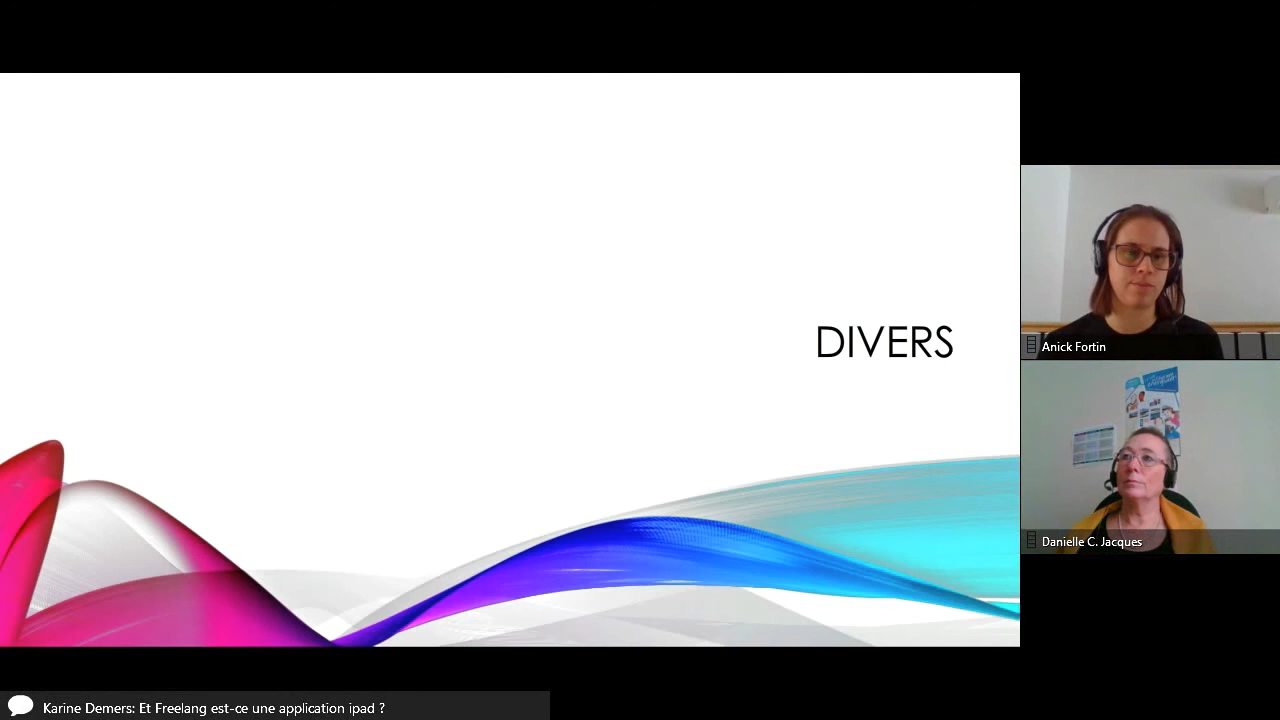 DIVERS
Anick Fortin
Danielle C. Jacques
Karine Demers: Et Freelang est-ce une application ipad ?